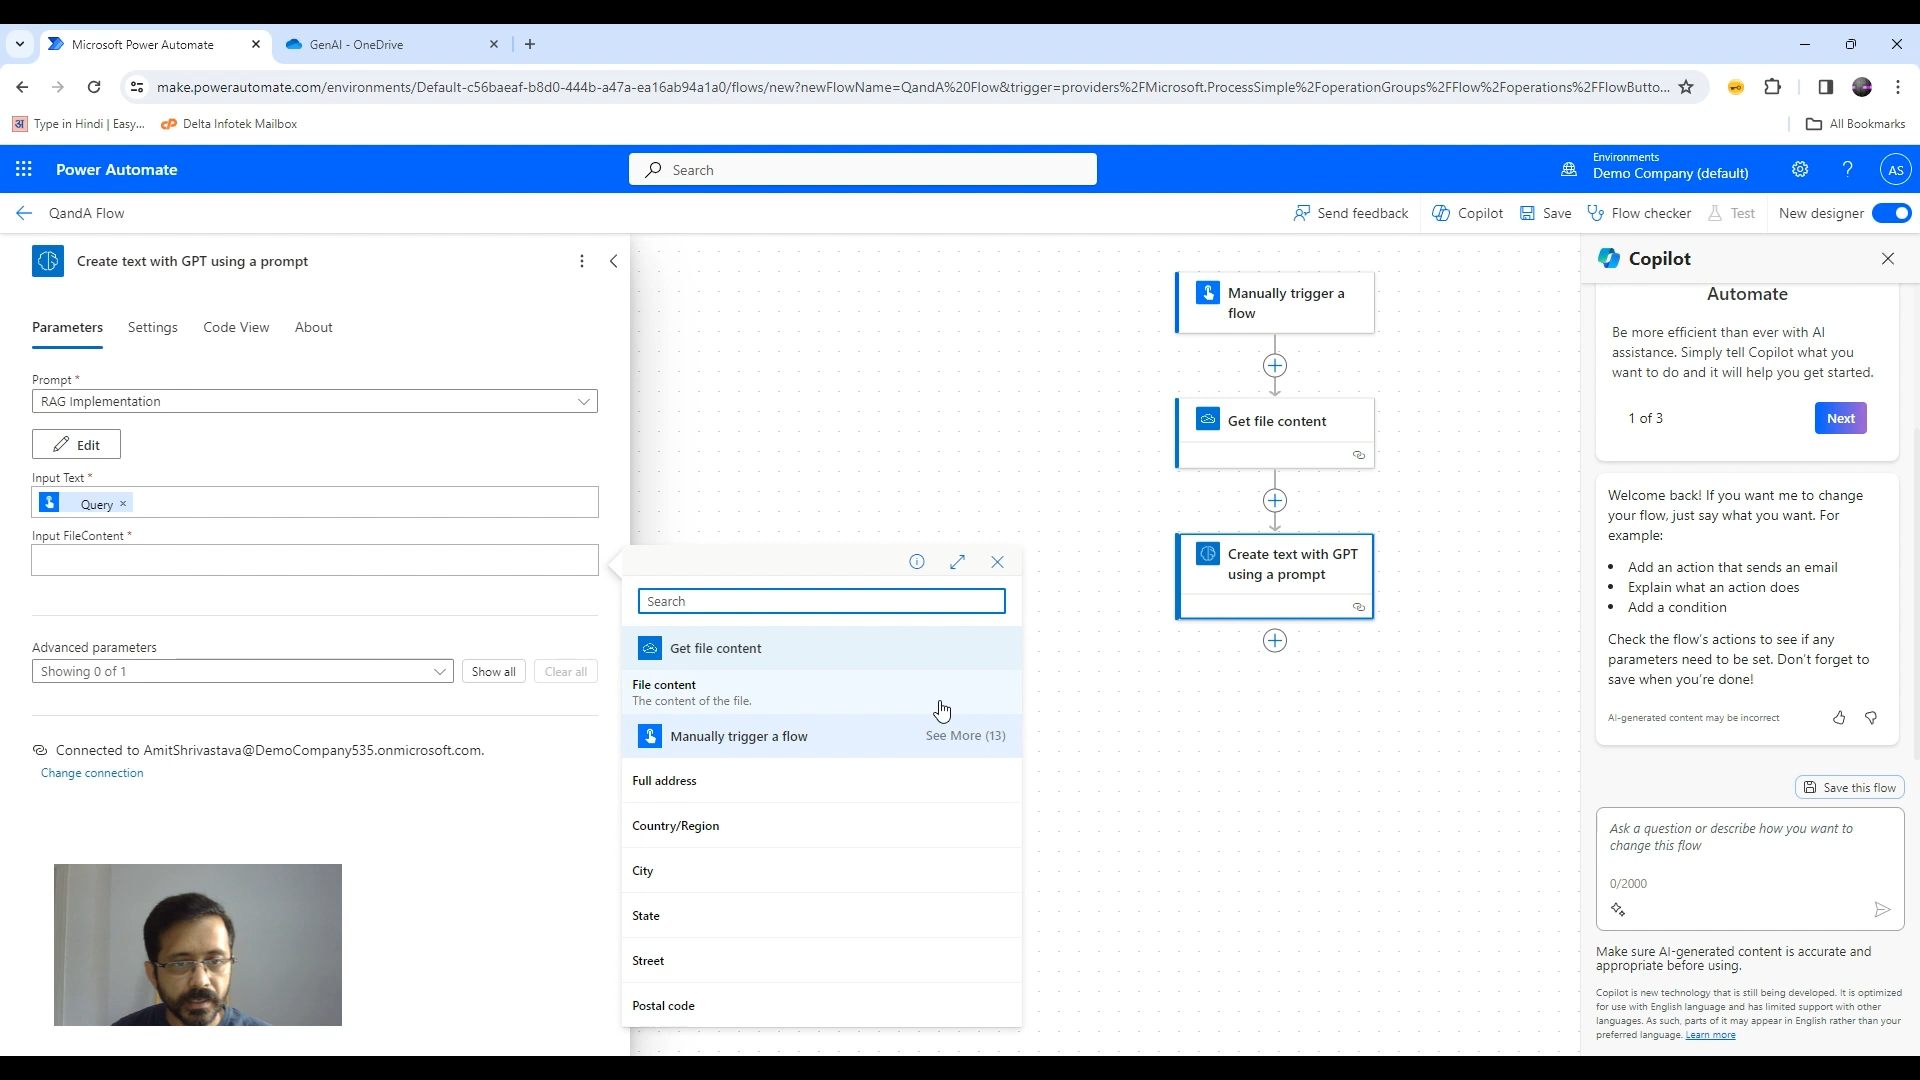 Microsoft Power Automate
GenAI - OneDrive
make.powerautomate.com/environments/Default-c56baeaf-b8d0-444b-a47a-ea16ab94a1a0/flows/new?newFlowName=QandA%20Flow&trigger=providers%2FMicrosoft.ProcessSimple%2FoperationGroups%2FFlow%2Foperations%2FFlowButto...
अ Type in Hindi | Easy...
Delta Infotek Mailbox
All Bookmarks
Power Automate
Search
Environments
Demo Company (default)
AS
QandA Flow
Send feedback
Copilot
Save
Flow checker
Test
New designer
Create text with GPT using a prompt
Parameters
Settings
Code View
About
Prompt *
RAG Implementation
Edit
Input Text *
Query ×
Input FileContent *
Advanced parameters
Showing 0 of 1
Show all
Clear all
Connected to AmitShrivastava@DemoCompany535.onmicrosoft.com.
Change connection
Search
Get file content
File content
The content of the file.
Manually trigger a flow
See More (13)
Full address
Country/Region
City
State
Street
Postal code
Manually trigger a
flow
Get file content
Create text with GPT
using a prompt
Copilot
Automate
Be more efficient than ever with AI
assistance. Simply tell Copilot what you
want to do and it will help you get started.
1 of 3
Next
Welcome back! If you want me to change
your flow, just say what you want. For
example:
• Add an action that sends an email
• Explain what an action does
• Add a condition
Check the flow's actions to see if any
parameters need to be set. Don't forget to
save when you're done!
AI-generated content may be incorrect
Save this flow
Ask a question or describe how you want to
change this flow
0/2000
Make sure AI-generated content is accurate and
appropriate before using.
Copilot is new technology that is still being developed. It is optimized
for use with English language and has limited support with other
languages. As such, parts of it may appear in English rather than your
preferred language. Learn more